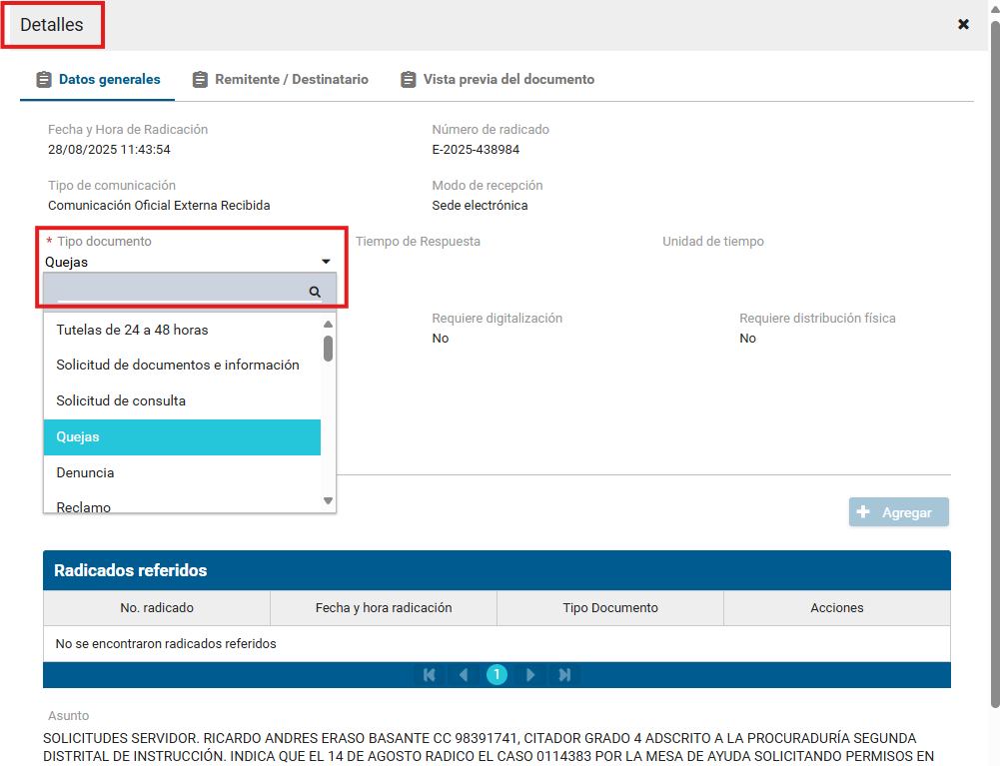 Detalles
Datos generales Remitente / Destinatario Vista previa del documento
Fecha y Hora de Radicación Número de radicado
28/08/2025 11:43:54 E-2025-438984
Tipo de comunicación Modo de recepción
Comunicación Oficial Externa Recibida Sede electrónica
* Tipo documento Tiempo de Respuesta Unidad de tiempo
Quejas
Requiere digitalización Requiere distribución física
No No
Tutelas de 24 a 48 horas
Solicitud de documentos e información
Solicitud de consulta
Quejas
Denuncia
Reclamo
Agregar
Radicados referidos
No. radicado Fecha y hora radicación Tipo Documento Acciones
No se encontraron radicados referidos
1
Asunto
SOLICITUDES SERVIDOR. RICARDO ANDRES ERASO BASANTE CC 98391741, CITADOR GRADO 4 ADSCRITO A LA PROCURADURÍA SEGUNDA
DISTRITAL DE INSTRUCCIÓN. INDICA QUE EL 14 DE AGOSTO RADICO EL CASO 0114383 POR LA MESA DE AYUDA SOLICITANDO PERMISOS EN